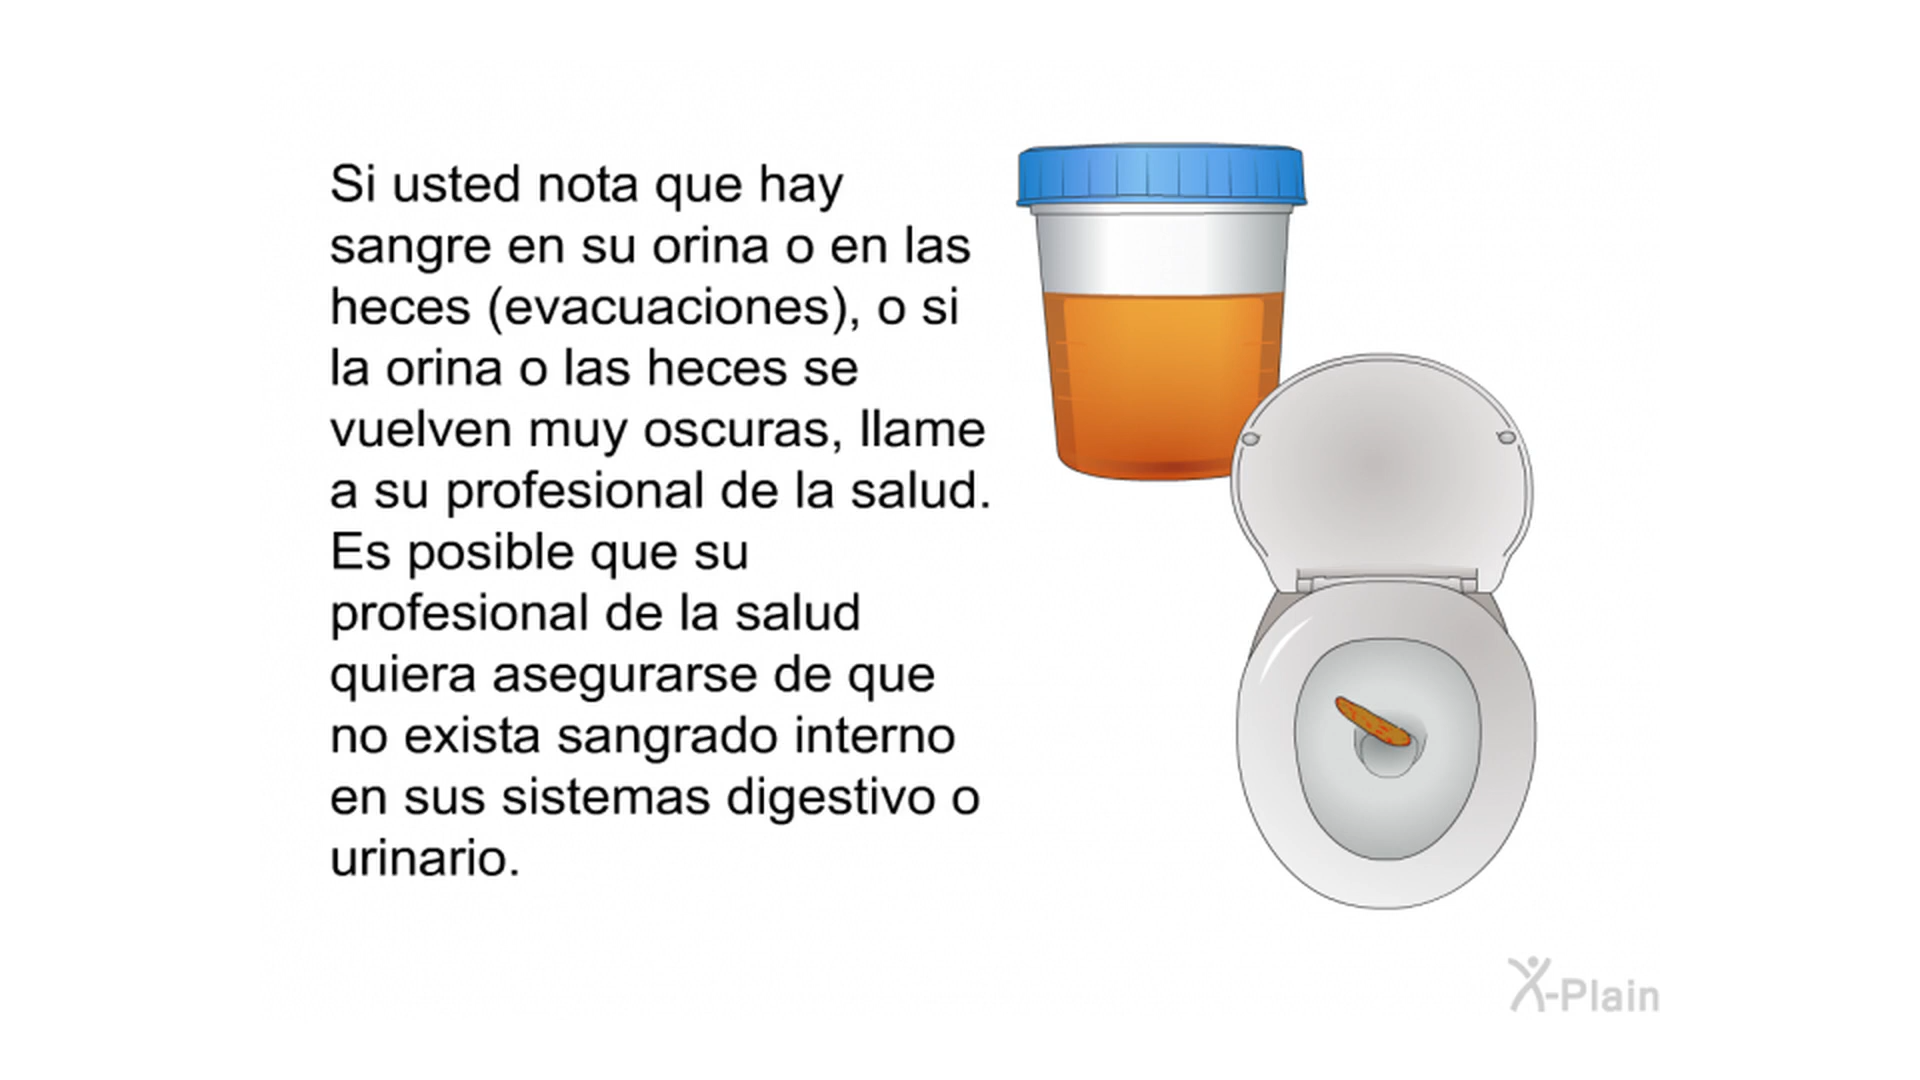 Si usted nota que hay
sangre en su orina o en las
heces (evacuaciones), o si
la orina o las heces se
vuelven muy oscuras, llame
a su profesional de la salud.
Es posible que su
profesional de la salud
quiera asegurarse de que
no exista sangrado interno
en sus sistemas digestivo o
urinario.
X-Plain